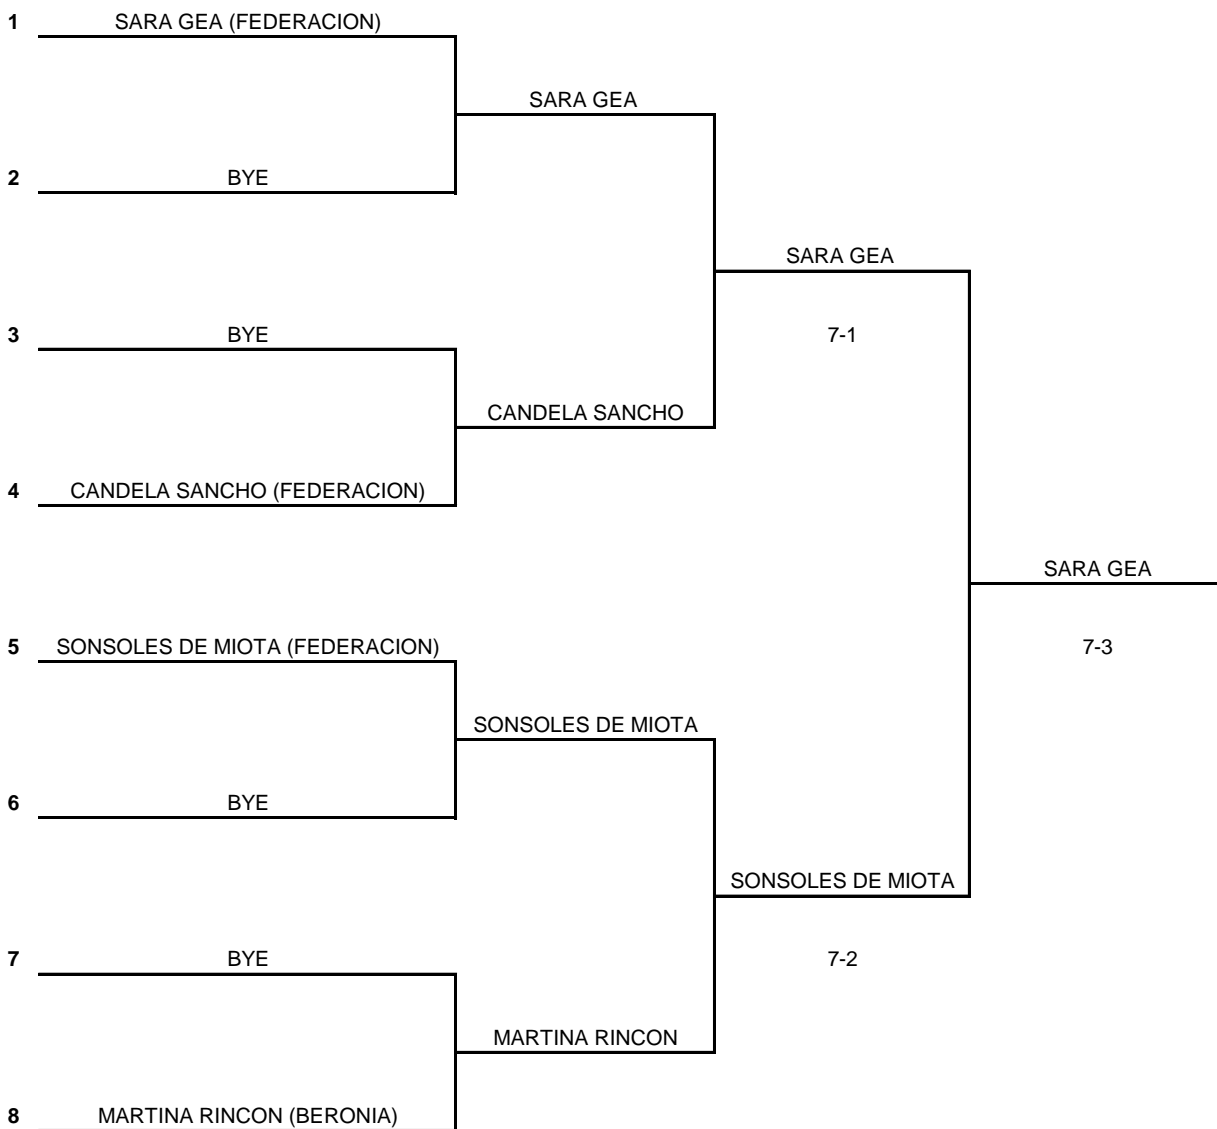 1 SARA GEA (FEDERACION)
SARA GEA
2 BYE
SARA GEA
3 BYE
7-1
CANDELA SANCHO
4 CANDELA SANCHO (FEDERACION)
SARA GEA
5 SONSOLES DE MIOTA (FEDERACION)
7-3
SONSOLES DE MIOTA
6 BYE
SONSOLES DE MIOTA
7 BYE
7-2
MARTINA RINCON
8 MARTINA RINCON (BERONIA)